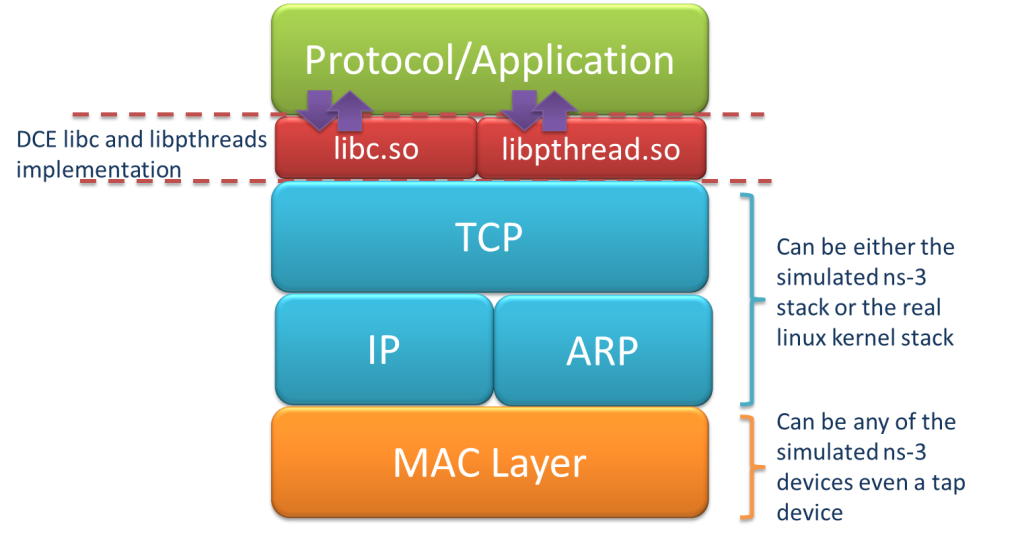 Protocol/Application
DCE libc and libpthreads
implementation
libc.so
libpthread.so
TCP
Can be either the
simulated ns-3
stack or the real
linux kernel stack
IP
ARP
MAC Layer
Can be any of the
simulated ns-3
devices even a tap
device